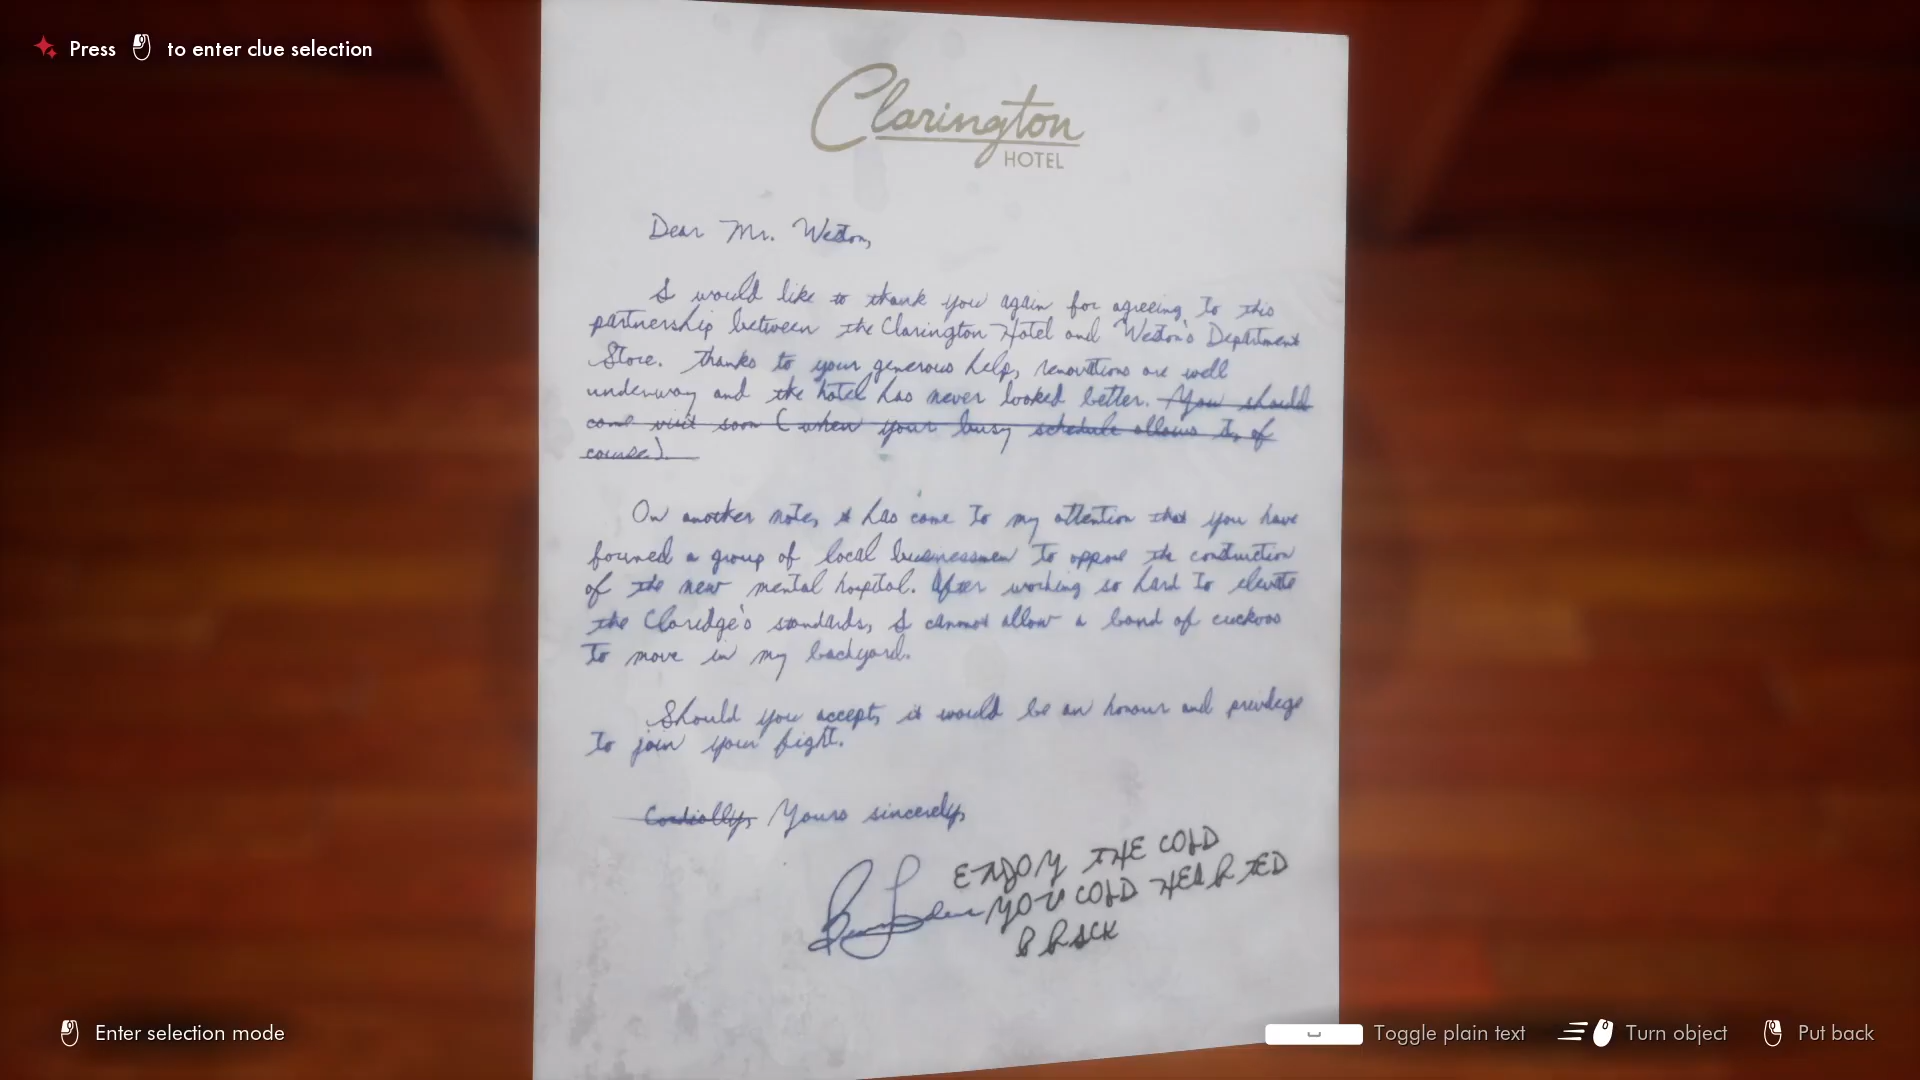 Press to enter clue selection
Clarington
HOTEL
Dear Mr. Weston,
I would like to thank you again for agreeing to this
partnership between the Clarington Hotel and Weston's Department
Store. Thanks to your generous help, renovations are well
underway and the hotel has never looked better. You should
come visit soon (when your busy schedule allows it, of
course).
On another note, it has come to my attention that you have
formed a group of local businessmen to oppose the construction
of the new mental hospital. After working so hard to elevate
the Claridge's standards, I cannot allow a band of cuckoos
to move in my backyard.
Should you accept, it would be an honour and privilege
to join your fight.
Cordially, Yours sincerely,
ENJOY THE COLD
YOU COLD HEARTED
Enter selection mode
Toggle plain text
Turn object
Put back